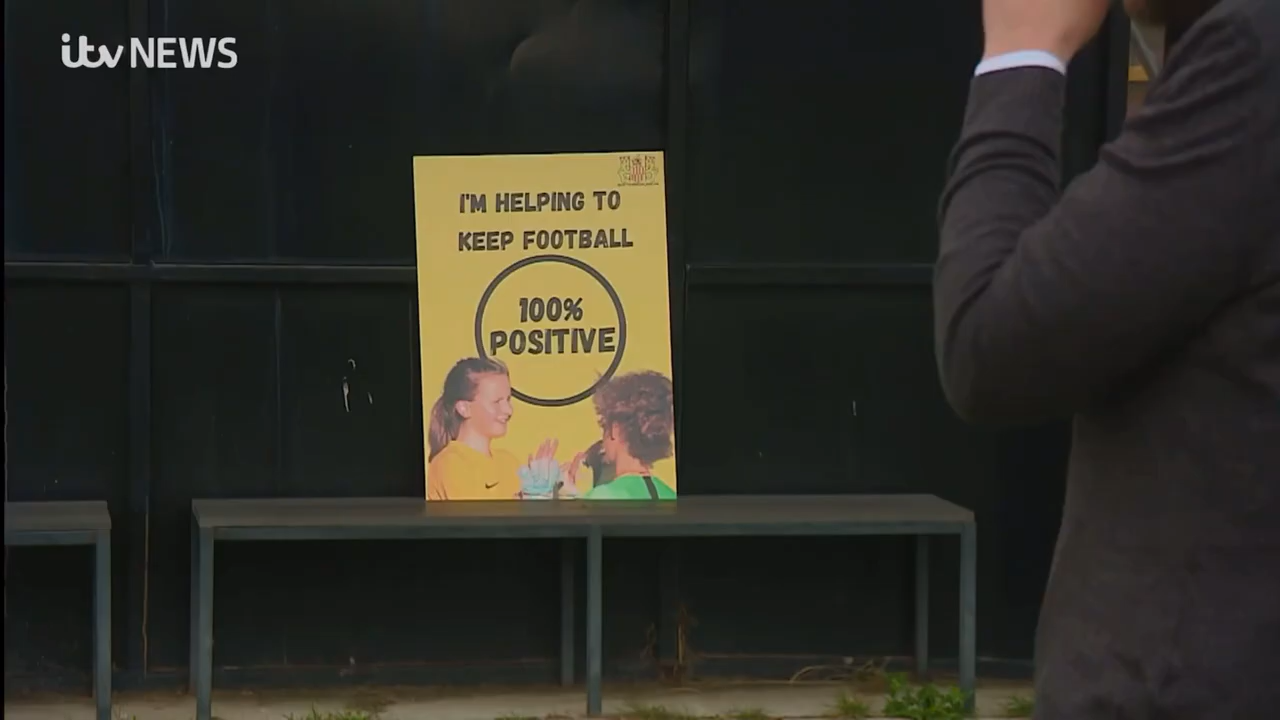 itv NEWS
I'M HELPING TO
KEEP FOOTBALL
100%
POSITIVE